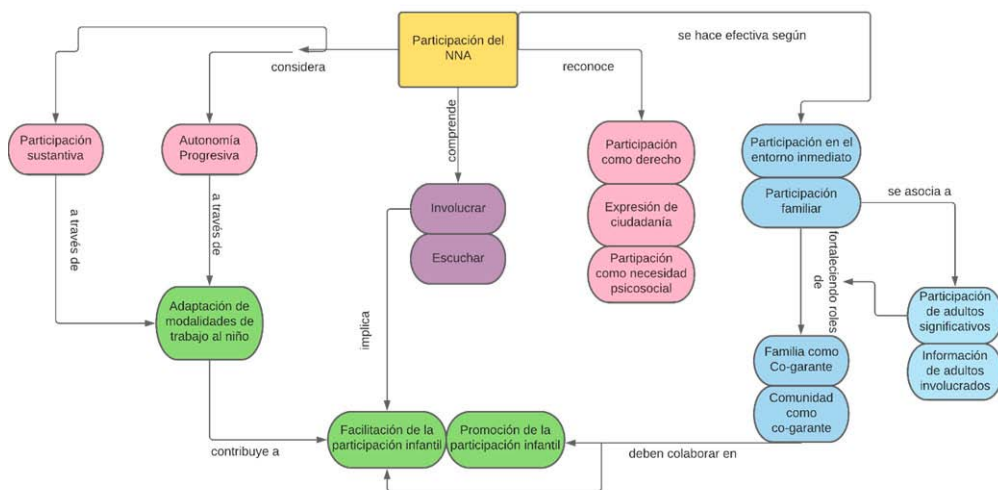 Participación del
NNA
se hace efectiva según
considera
reconoce
comprende
Participación
sustantiva
Autonomía
Progresiva
Participación
como derecho
Participación en el
entorno inmediato
Participación
familiar
se asocia a
a través de
a través de
Involucrar
Escuchar
Expresión de
ciudadanía
Partipación
como necesidad
psicosocial
fortaleciendo roles
de
Adaptación de
modalidades de
trabajo al niño
Participación
de adultos
significativos
Información
de adultos
involucrados
implica
Familia como
Co-garante
Comunidad
como
co-garante
Facilitación de la
participación infantil
Promoción de la
participación infantil
contribuye a
deben colaborar en